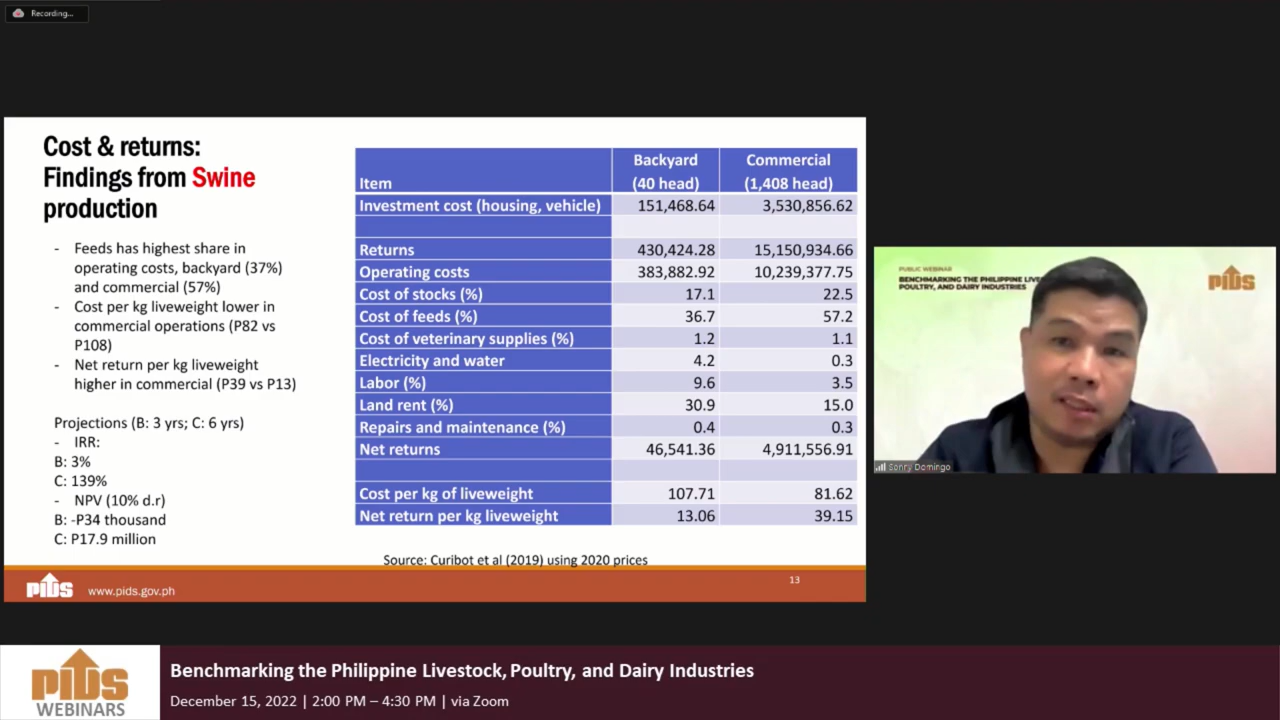 Recording...
Cost & returns:
Findings from Swine
production
- Feeds has highest share in
operating costs, backyard (37%)
and commercial (57%)
- Cost per kg liveweight lower in
commercial operations (P82 vs
P108)
- Net return per kg liveweight
higher in commercial (P39 vs P13)
Projections (B: 3 yrs; C: 6 yrs)
- IRR:
B: 3%
C: 139%
- NPV (10% d.r)
B: -P34 thousand
C: P17.9 million
Item Backyard (40 head) Commercial (1,408 head)
Investment cost (housing, vehicle) 151,468.64 3,530,856.62
Returns 430,424.28 15,150,934.66
Operating costs 383,882.92 10,239,377.75
Cost of stocks (%) 17.1 22.5
Cost of feeds (%) 36.7 57.2
Cost of veterinary supplies (%) 1.2 1.1
Electricity and water 4.2 0.3
Labor (%) 9.6 3.5
Land rent (%) 30.9 15.0
Repairs and maintenance (%) 0.4 0.3
Net returns 46,541.36 4,911,556.91
Cost per kg of liveweight 107.71 81.62
Net return per kg liveweight 13.06 39.15
Source: Curibot et al (2019) using 2020 prices
PIDS www.pids.gov.ph
13
PUBLIC WEBINAR
BENCHMARKING THE PHILIPPINE LIVE
POULTRY, AND DAIRY INDUSTRIES
PIDS
Sonny Domingo
PIDS
WEBINARS
Benchmarking the Philippine Livestock, Poultry, and Dairy Industries
December 15, 2022 | 2:00 PM – 4:30 PM | via Zoom